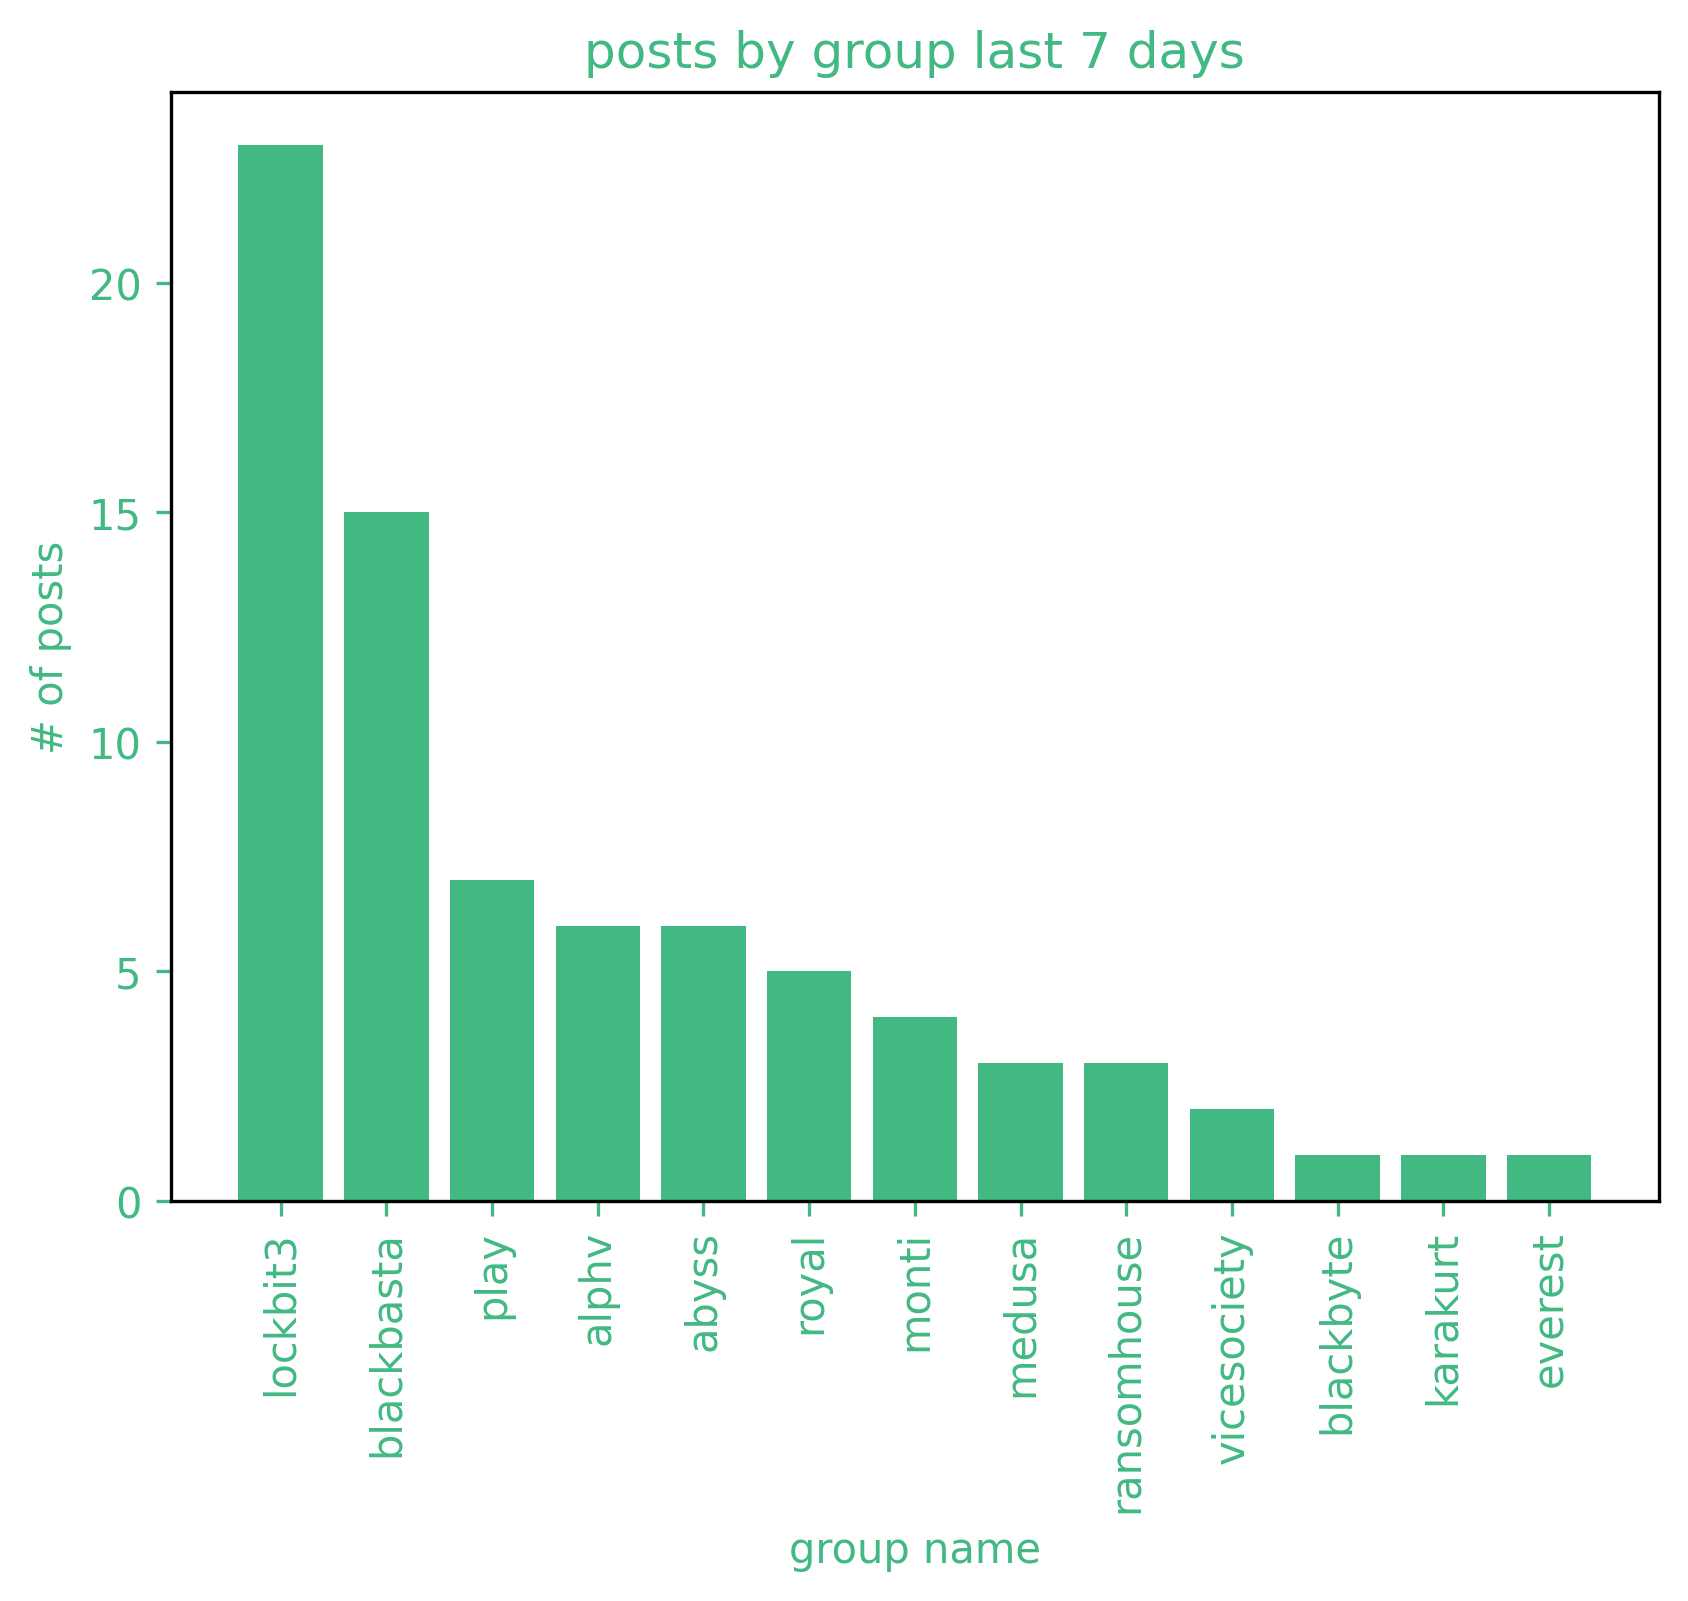 posts by group last 7 days
# of posts
20
15
10
5
0
lockbit3
blackbasta
play
alphv
abyss
royal
monti
medusa
ransomhouse
vicesociety
blackbyte
karakurt
everest
group name